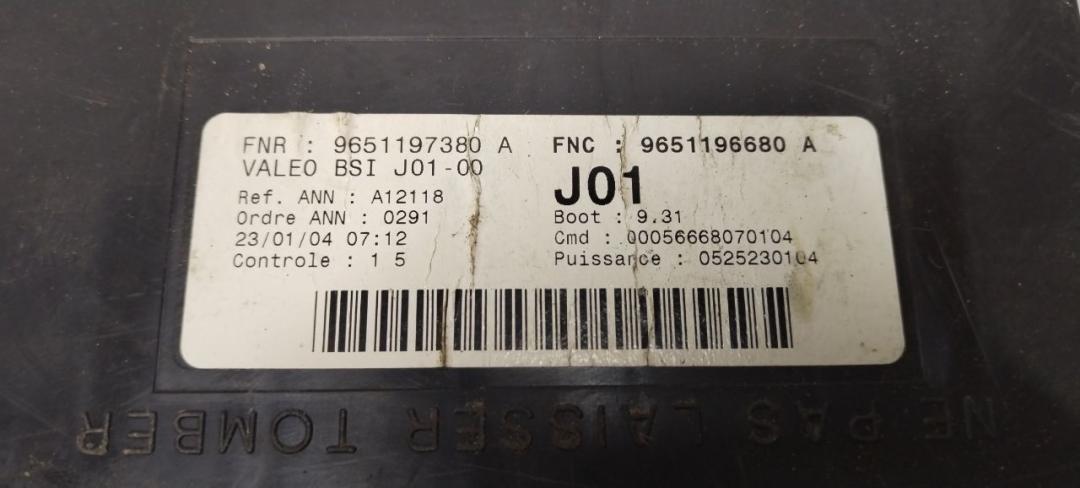 FNR : 9651197380 A
FNC : 9651196680 A
VALEO BSI J01-00
J01
Ref. ANN : A12118
Ordre ANN : 0291
Boot : 9.31
23/01/04 07:12
Cmd : 00056668070104
Controle : 1 5
Puissance : 0525230104
NE PAS LAISSER TOMBER